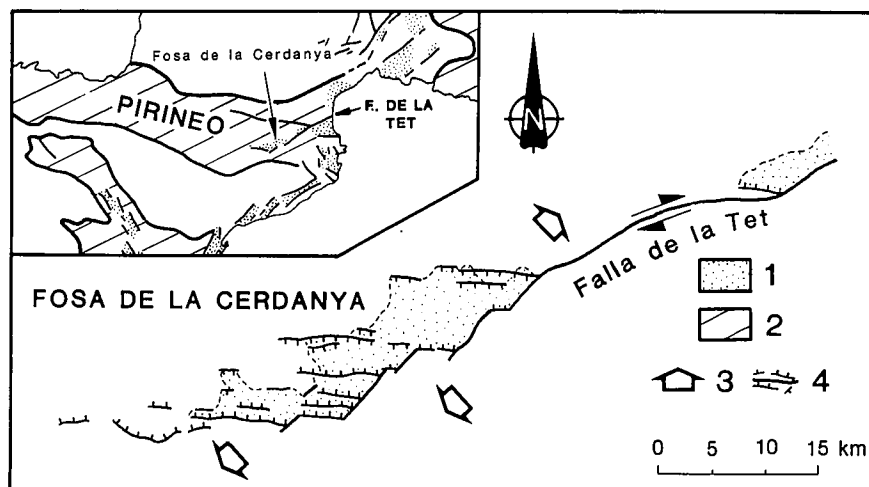 Fosa de la Cerdanya
PIRINEO
F. DE LA
TET
N
Falla de la Tet
FOSA DE LA CERDANYA
1
2
3
4
0 5 10 15 km